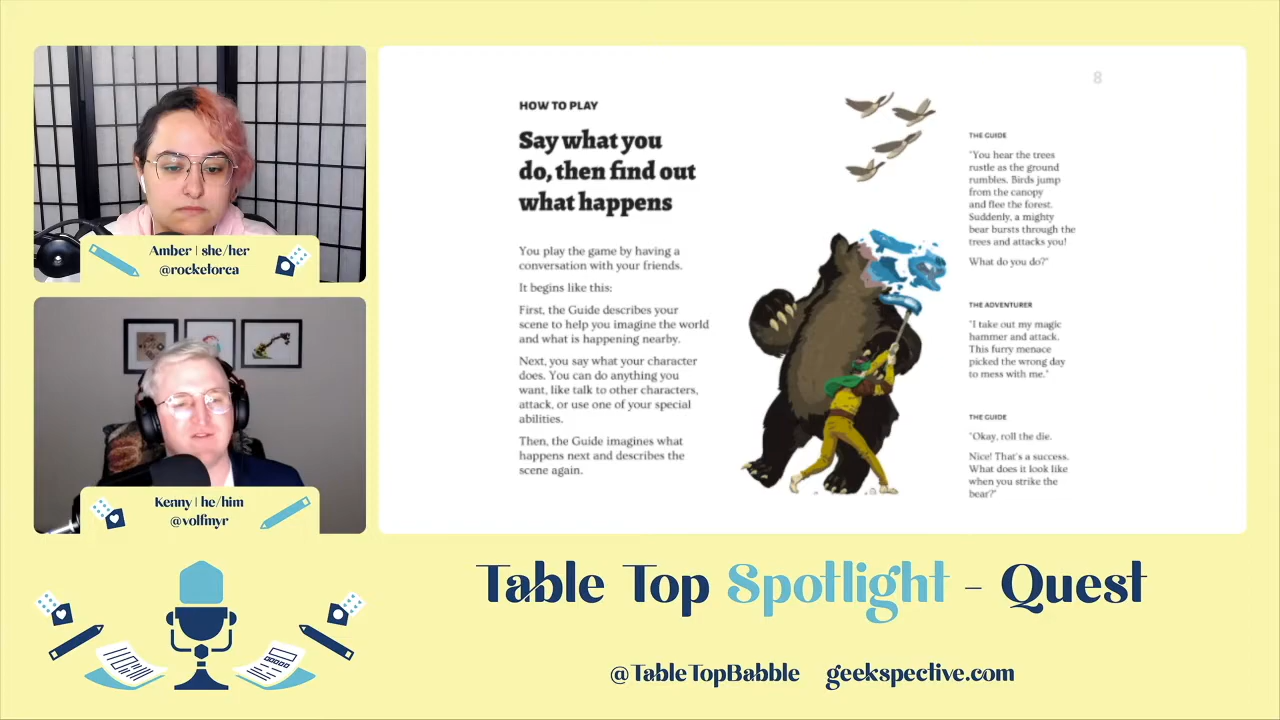 Amber | she/her
@rockelorca
Keany | he/him
@volfmyr
8
HOW TO PLAY
Say what you
do, then find out
what happens
You play the game by having a
conversation with your friends.
It begins like this:
First, the Guide describes your
scene to help you imagine the world
and what is happening nearby.
Next, you say what your character
does. You can do anything you
want, like talk to other characters,
attack, or use one of your special
abilities.
Then, the Guide imagines what
happens next and describes the
scene again.
THE GUIDE
"You hear the trees
rustle as the ground
rumbles. Birds jump
from the canopy
and flee the forest.
Suddenly, a mighty
bear bursts through the
trees and attacks you!
What do you do?"
THE ADVENTURER
"I take out my magic
hammer and attack.
This furry menace
picked the wrong day
to mess with me."
THE GUIDE
"Okay, roll the die.
Nice! That's a success.
What does it look like
when you strike the
bear?"
Table Top Spotlight - Quest
@TableTopBabble geekspective.com